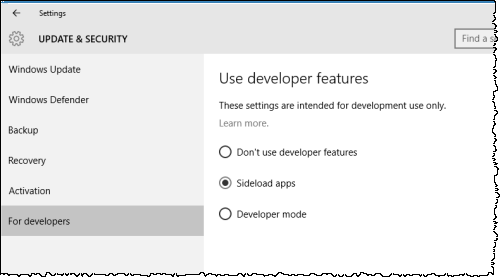 Settings
UPDATE & SECURITY
Find a
Windows Update
Windows Defender
Backup
Recovery
Activation
For developers
Use developer features
These settings are intended for development use only.
Learn more.
Don't use developer features
Sideload apps
Developer mode